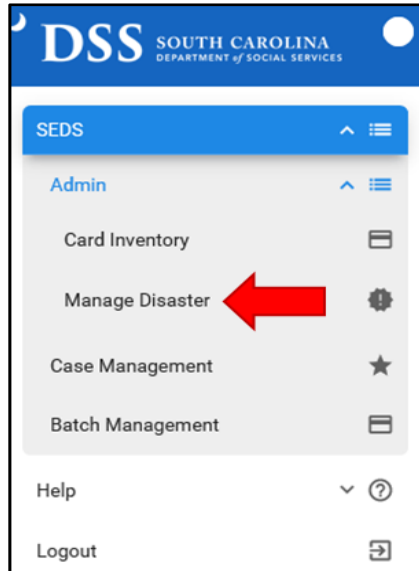 DSS SOUTH CAROLINA
DEPARTMENT of SOCIAL SERVICES
SEDS
Admin
Card Inventory
Manage Disaster
Case Management
Batch Management
Help
Logout